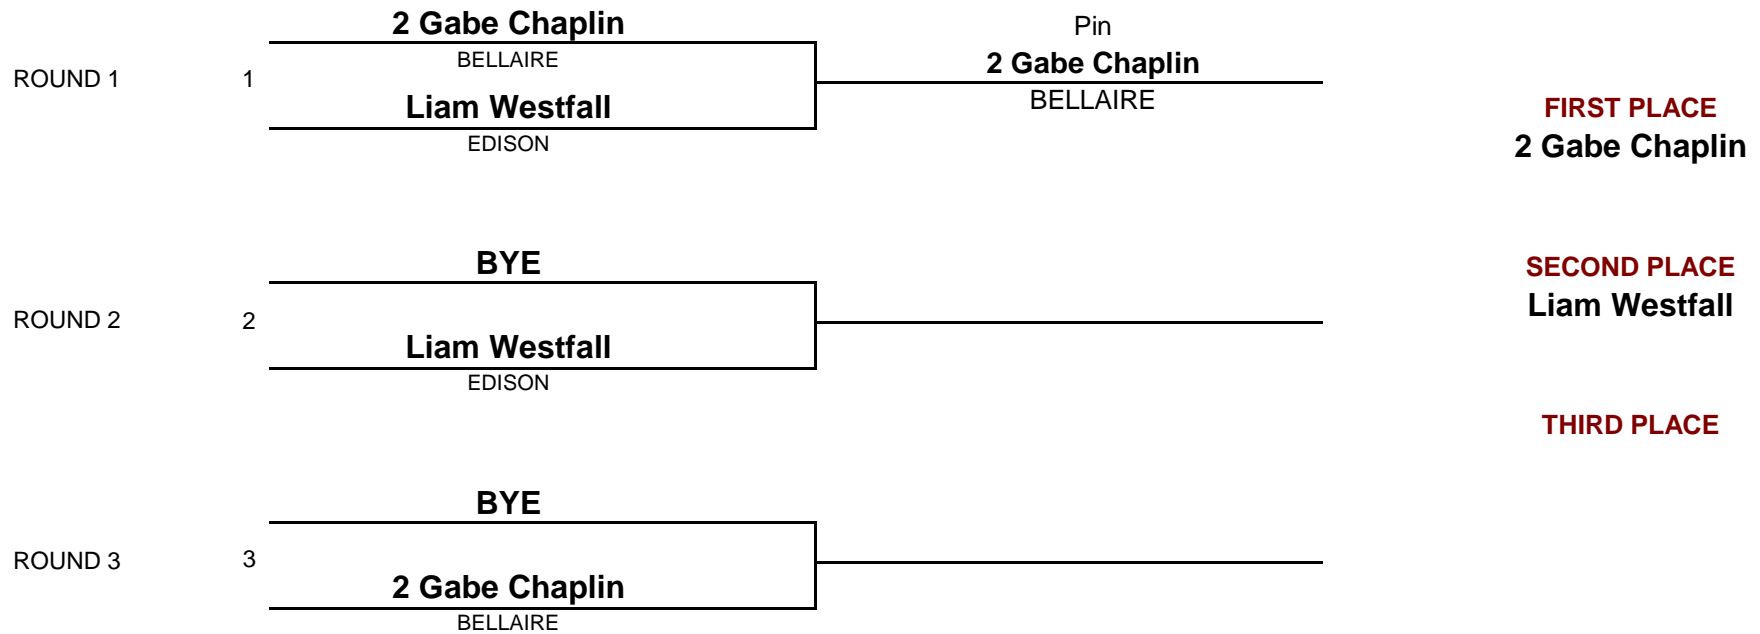 2 Gabe Chaplin
BELLAIRE
ROUND 1
1
Liam Westfall
EDISON
Pin
2 Gabe Chaplin
BELLAIRE
FIRST PLACE
2 Gabe Chaplin
BYE
ROUND 2
2
Liam Westfall
EDISON
SECOND PLACE
Liam Westfall
THIRD PLACE
BYE
ROUND 3
3
2 Gabe Chaplin
BELLAIRE